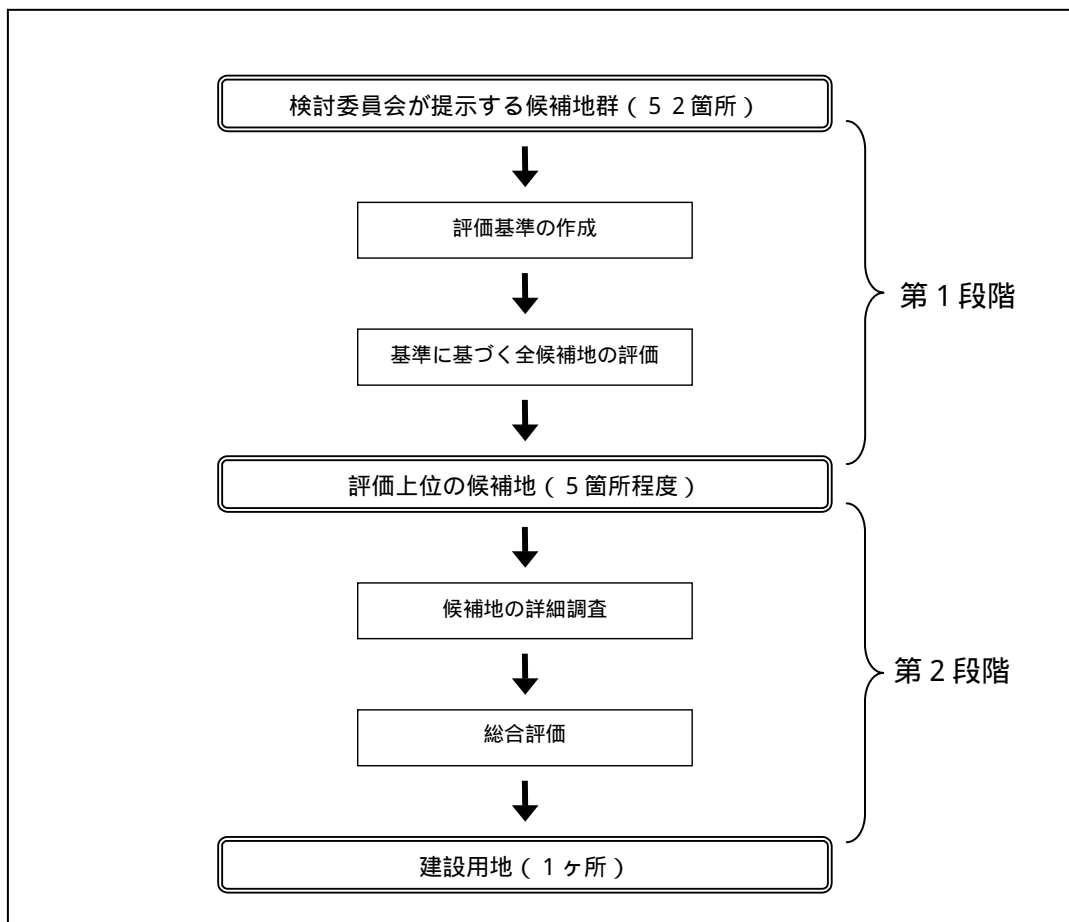 検討委員会が提示する候補地群（５２箇所）
評価基準の作成
基準に基づく全候補地の評価
第１段階
評価上位の候補地（５箇所程度）
候補地の詳細調査
第２段階
総合評価
建設用地（１ヶ所）